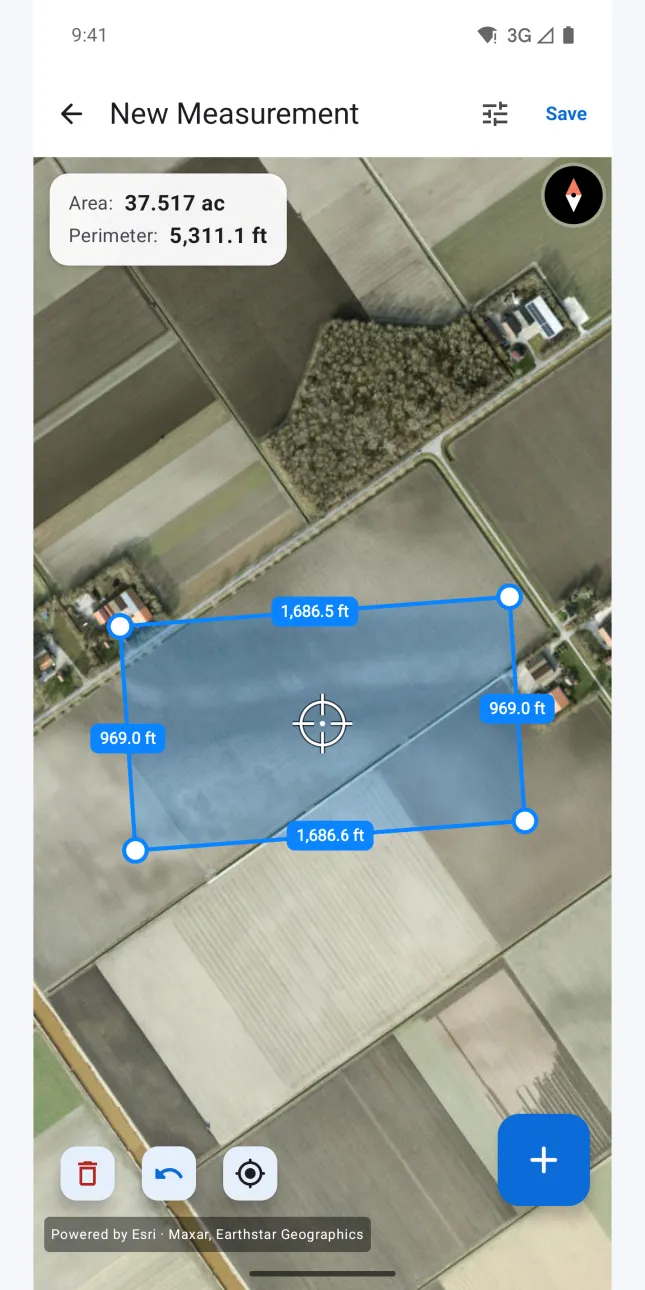 9:41
3G
New Measurement
Save
Area: 37.517 ac
Perimeter: 5,311.1 ft
1,686.5 ft
969.0 ft
969.0 ft
1,686.6 ft
Powered by Esri · Maxar, Earthstar Geographics